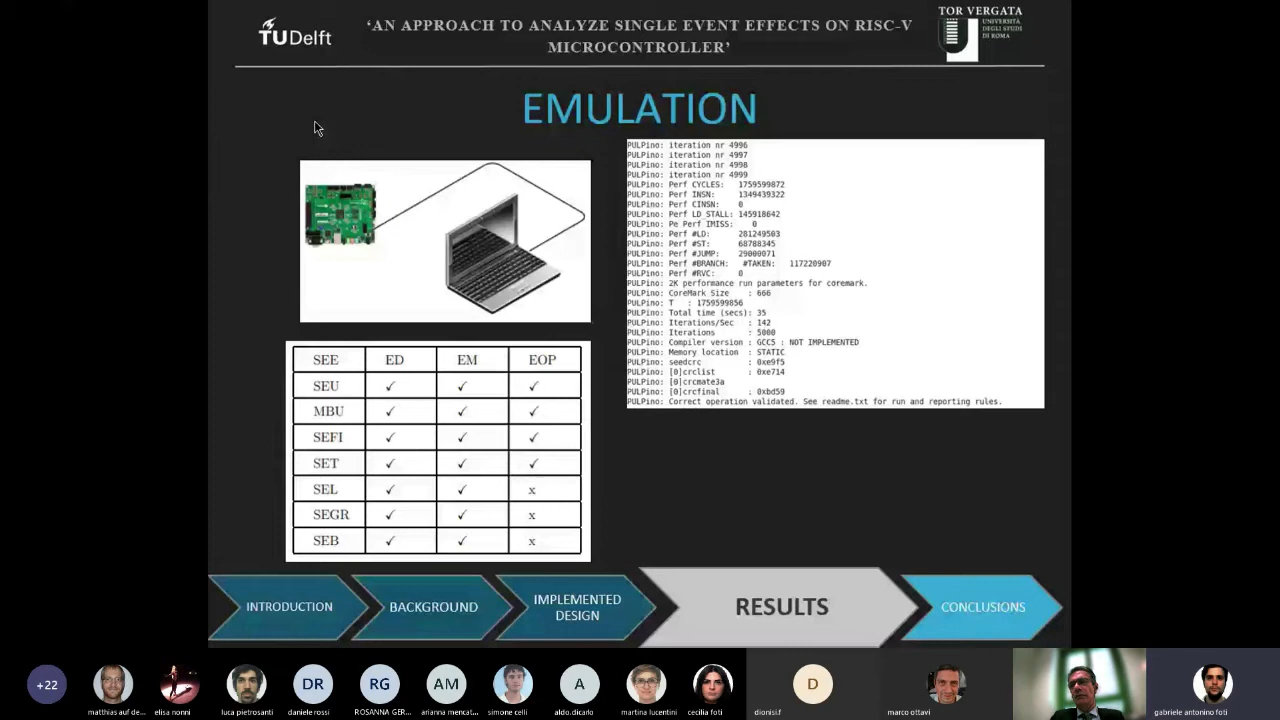 TUDelft
‘AN APPROACH TO ANALYZE SINGLE EVENT EFFECTS ON RISC-V
MICROCONTROLLER’
TOR VERGATA
UNIVERSITÀ
DEGLI STUDI
DI ROMA
EMULATION
PULPino: iteration nr 4996
PULPino: iteration nr 4997
PULPino: iteration nr 4998
PULPino: iteration nr 4999
PULPino: Perf CYCLES: 1759599872
PULPino: Perf INSN: 1349439322
PULPino: Perf CINSN: 0
PULPino: Perf LD_STALL: 145918642
PULPino: Pe Perf IMISS: 0
PULPino: Perf #LD: 281249503
PULPino: Perf #ST: 68788345
PULPino: Perf #JUMP: 29000071
PULPino: Perf #BRANCH: #TAKEN: 117220907
PULPino: Perf #RVC: 0
PULPino: 2K performance run parameters for coremark.
PULPino: CoreMark Size : 666
PULPino: T : 1759599856
PULPino: Total time (secs): 35
PULPino: Iterations/Sec : 142
PULPino: Iterations : 5000
PULPino: Compiler version : GCC5 : NOT IMPLEMENTED
PULPino: Memory location : STATIC
PULPino: seedcrc : 0xe9f5
PULPino: [0]crclist : 0xe714
PULPino: [0]crcmate3a
PULPino: [0]crcfinal : 0xbd59
PULPino: Correct operation validated. See readme.txt for run and reporting rules.
SEE ED EM EOP
SEU ✓ ✓ ✓
MBU ✓ ✓ ✓
SEFI ✓ ✓ ✓
SET ✓ ✓ ✓
SEL ✓ ✓ x
SEGR ✓ ✓ x
SEB ✓ ✓ x
INTRODUCTION
BACKGROUND
IMPLEMENTED
DESIGN
RESULTS
CONCLUSIONS
+22
DR
RG
AM
A
D
matthias auf de...
elisa nonni
luca pietrosanti
daniele rossi
ROSANNA GER...
arianna mencat...
simone celli
aldo.dicarlo
martina lucentini
cecilia foti
dionisi.f
marco ottavi
gabriele antonino foti